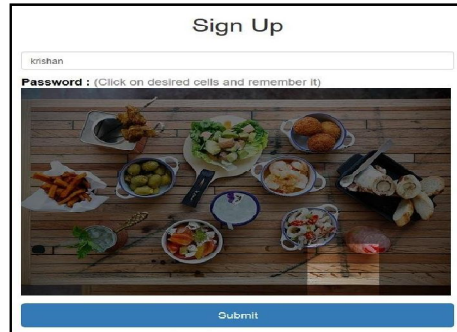 Sign Up
krishan
Password : (Click on desired cells and remember it)
Submit